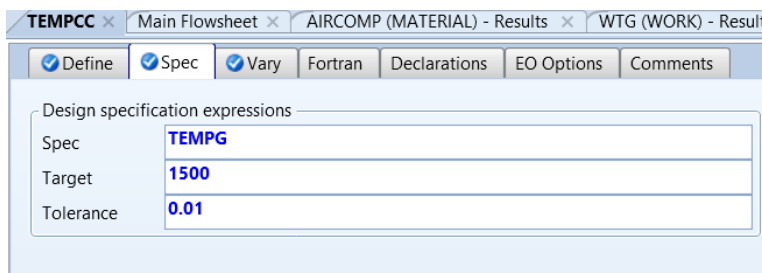 TEMPCC × Main Flowsheet × AIRCOMP (MATERIAL) - Results × WTG (WORK) - Result
Define Spec Vary Fortran Declarations EO Options Comments
Design specification expressions
Spec TEMPG
Target 1500
Tolerance 0.01